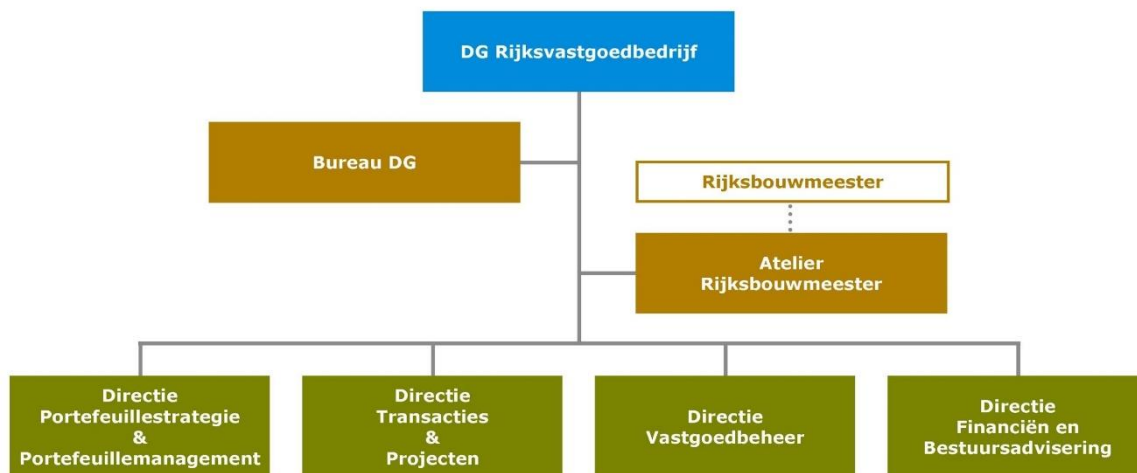 DG Rijksvastgoedbedrijf
Bureau DG
Rijksbouwmeester
Atelier
Rijksbouwmeester
Directie
Portefeuillestrategie
&
Portefeuillemanagement
Directie
Transacties
&
Projecten
Directie
Vastgoedbeheer
Directie
Financiën en
Bestuursadvisering